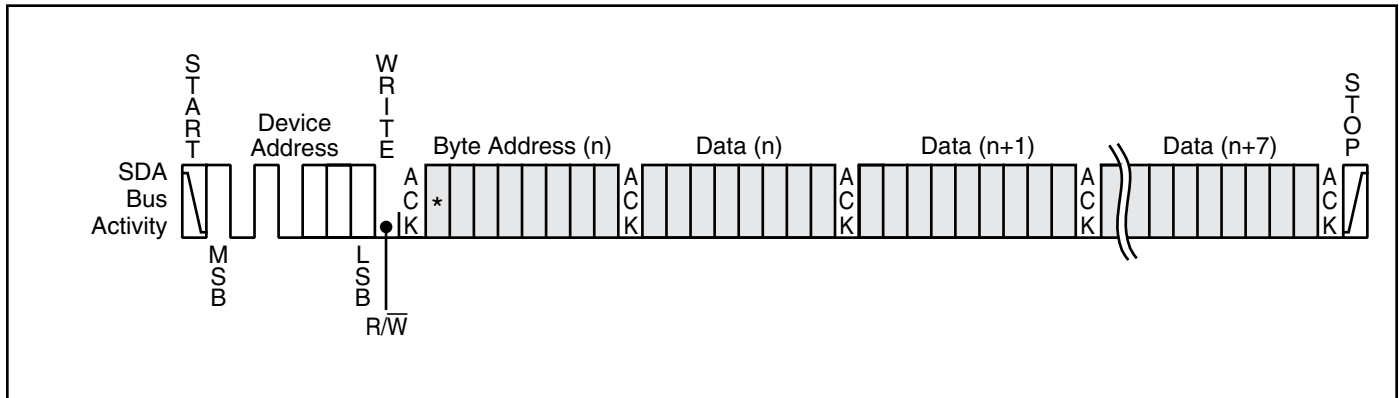 START
WRITE
STOP
Device
Address
Byte Address (n)
Data (n)
Data (n+1)
Data (n+7)
SDA
Bus
Activity
ACK
*
ACK
ACK
ACK
ACK
MSB
LSB
R/W̅